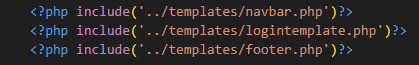 <?php include('../templates/navbar.php')?>
<?php include('../templates/logintemplate.php')?>
<?php include('../templates/footer.php')?>